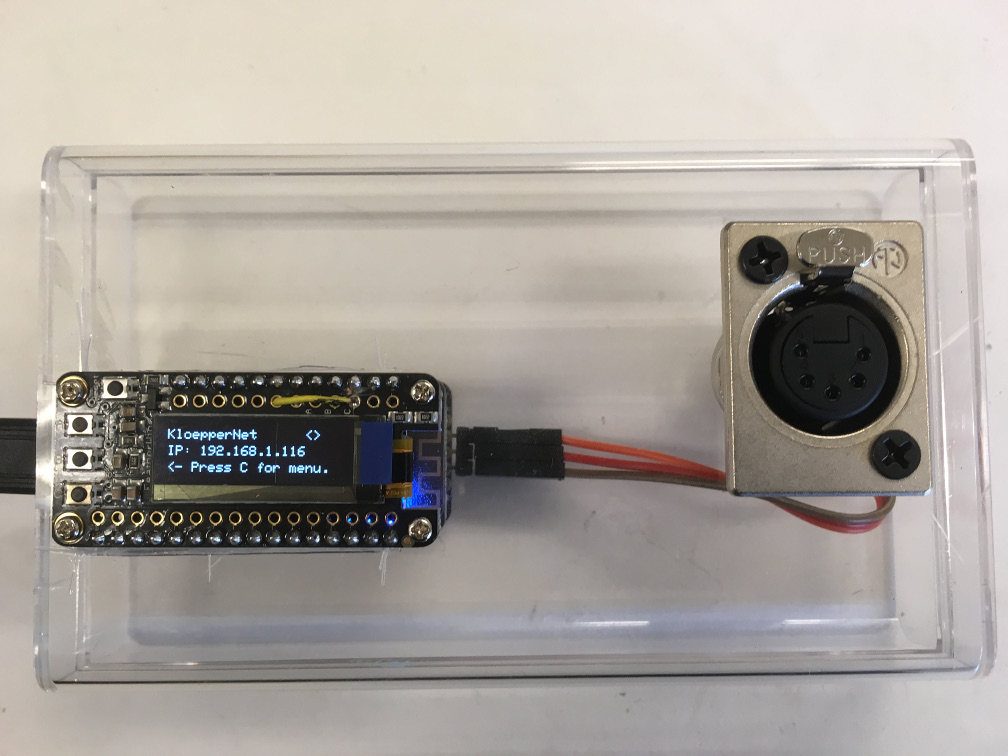 PUSH
KloepperNet <>
IP: 192.168.1.116
<- Press C for menu.